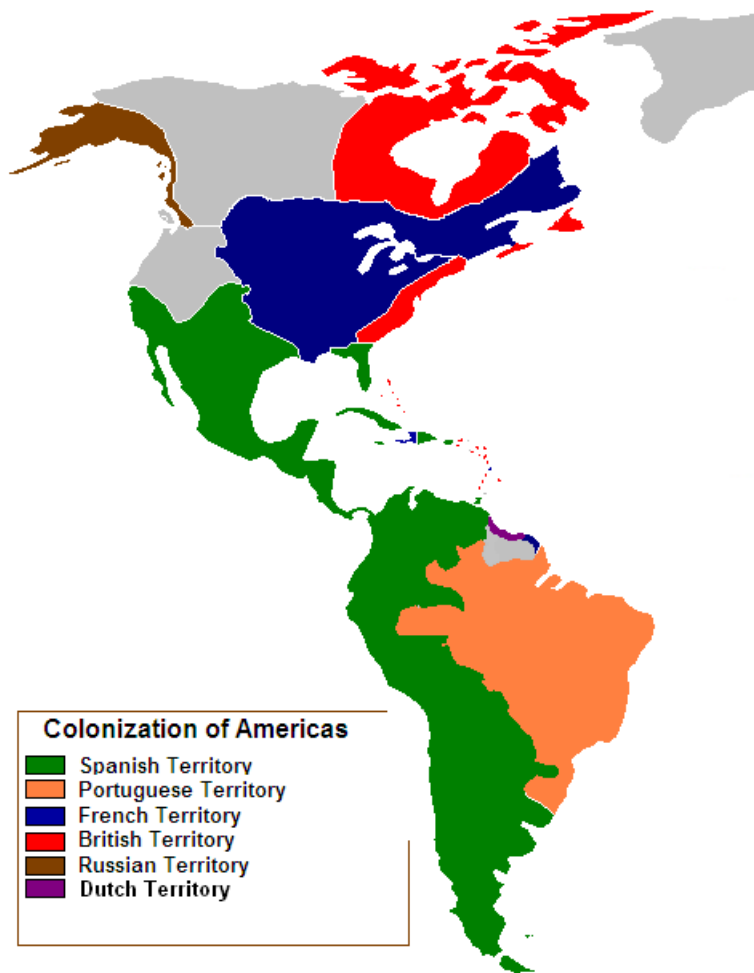 Colonization of Americas
Spanish Territory
Portuguese Territory
French Territory
British Territory
Russian Territory
Dutch Territory